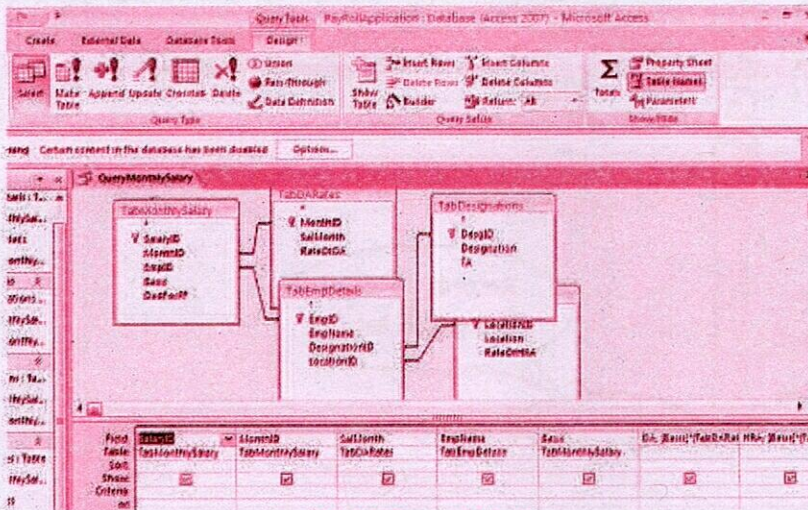 Query Tools PayRollApplication : Database (Access 2007) - Microsoft Access
Create External Data Database Tools Design
Select
Make Table
Append
Update
Crosstab
Delete
Union
Pass-Through
Data Definition
Query Type
Show Table
Insert Rows
Delete Rows
Builder
Insert Columns
Delete Columns
Return: All
Query Setup
Totals
Property Sheet
Table Names
Parameters
Show/Hide
Certain content in the database has been disabled Options...
QueryMonthlySalary
TabMonthlySalary
*
SalaryID
MonthID
EmpID
Basic
TabDARates
*
MonthID
SalMonth
RateOfDA
TabDesignations
*
DesigID
Designation
TA
TabEmpDetails
*
EmpID
EmpName
DesignationID
LocationID
LocationID
Location
RateOfHRA
Field: SalaryID MonthID SalMonth EmpName Basic
Table: TabMonthlySalary TabMonthlySalary TabDARates TabEmpDetails TabMonthlySalary
Sort:
Show:
Criteria:
or: